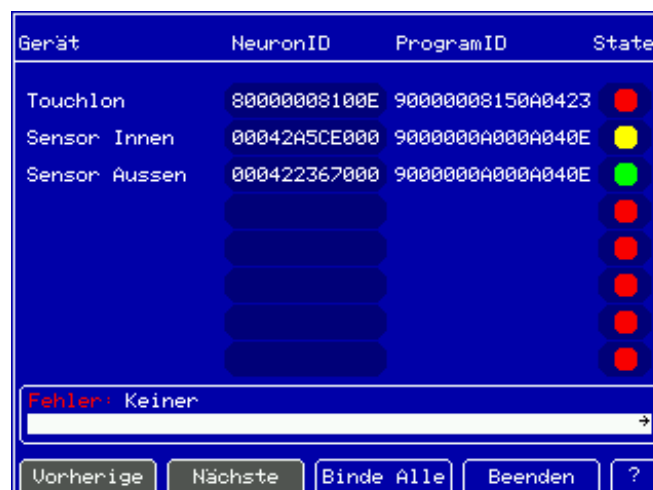 Gerät NeuronID ProgramID State
Touchlon 80000008100E 90000008150A0423
Sensor Innen 00042A5CE000 9000000A000A040E
Sensor Aussen 000422367000 9000000A000A040E
Fehler: Keiner
Vorherige Nächste Binde Alle Beenden ?